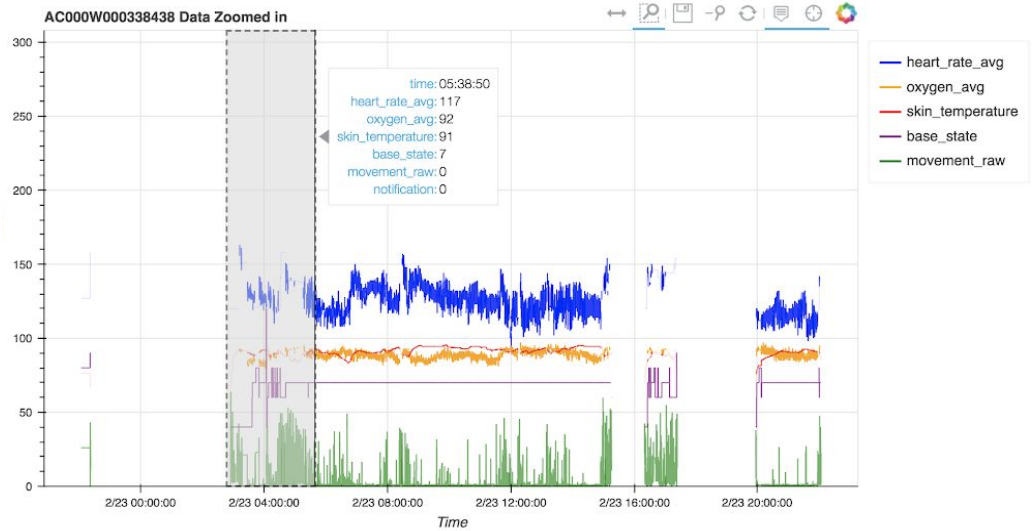 AC000W000338438 Data Zoomed in
300
250
200
150
100
50
0
time: 05:38:50
heart_rate_avg: 117
oxygen_avg: 92
skin_temperature: 91
base_state: 7
movement_raw: 0
notification: 0
heart_rate_avg
oxygen_avg
skin_temperature
base_state
movement_raw
2/23 00:00:00
2/23 04:00:00
2/23 08:00:00
2/23 12:00:00
2/23 16:00:00
2/23 20:00:00
Time